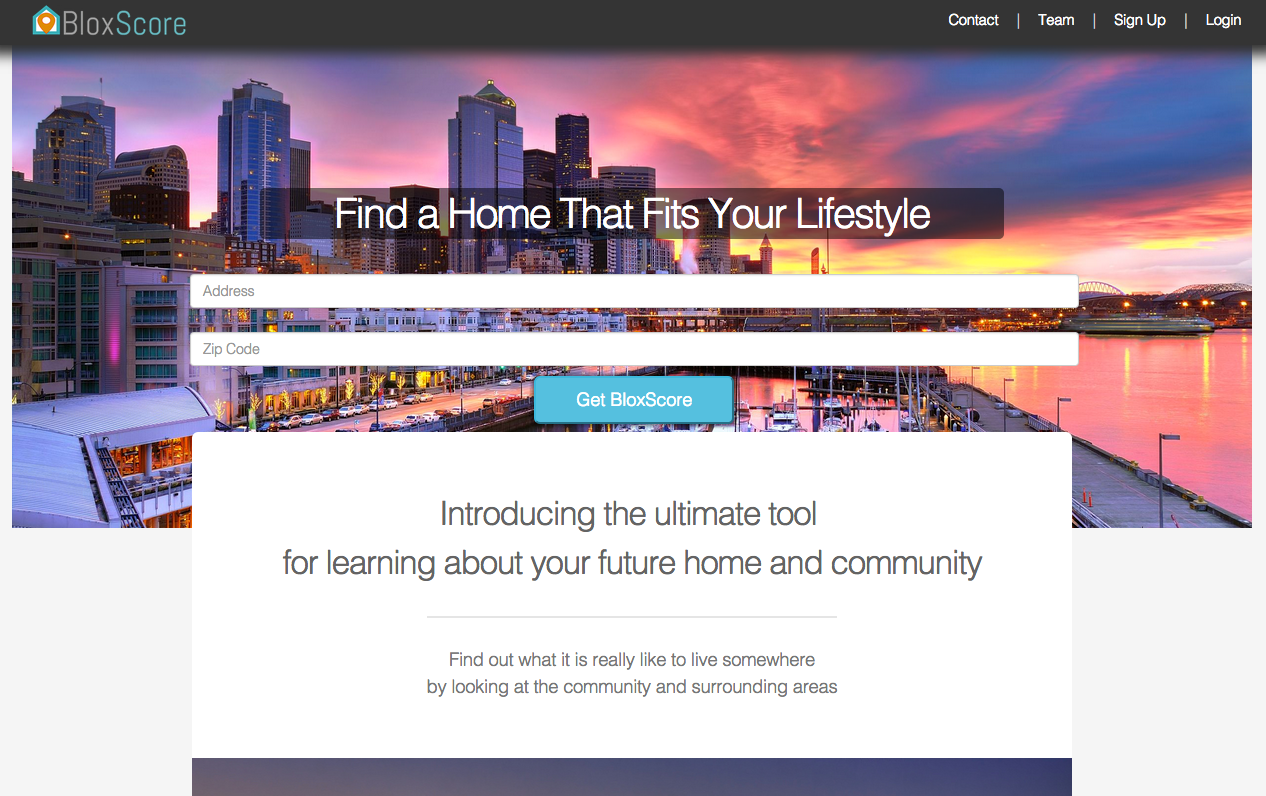 BloxScore
Contact | Team | Sign Up | Login
Find a Home That Fits Your Lifestyle
Address
Zip Code
Get BloxScore
Introducing the ultimate tool
for learning about your future home and community
Find out what it is really like to live somewhere
by looking at the community and surrounding areas